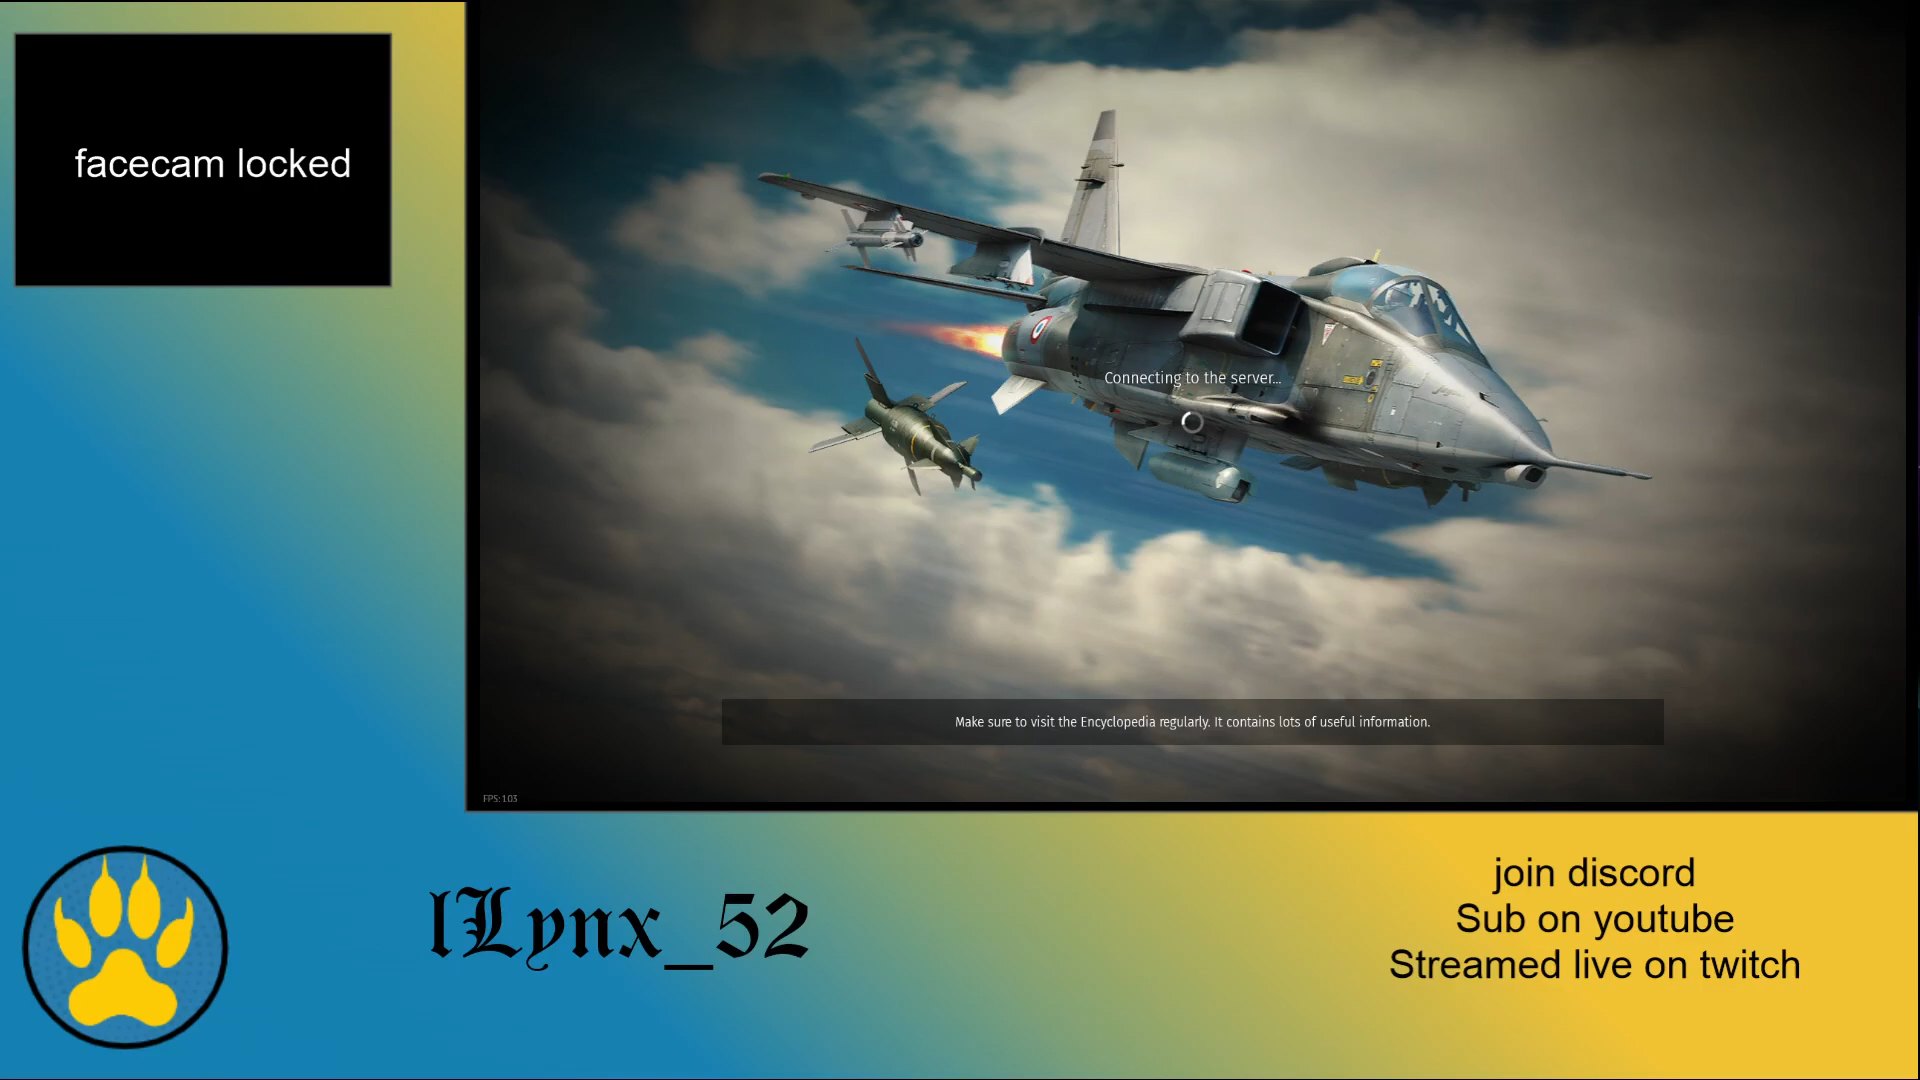 facecam locked
Connecting to the server...
Make sure to visit the Encyclopedia regularly. It contains lots of useful information.
FPS:103
lLynx_52
join discord
Sub on youtube
Streamed live on twitch